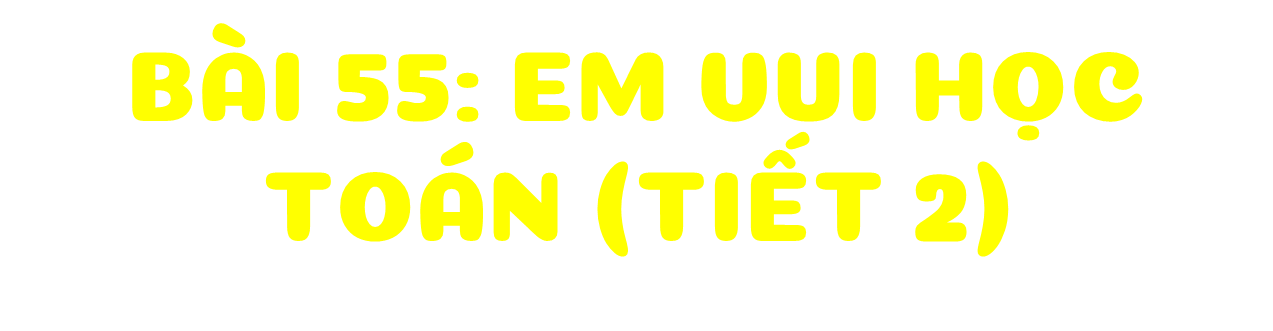 BÀI 55: EM VUI HỌC
TOÁN (TIẾT 2)